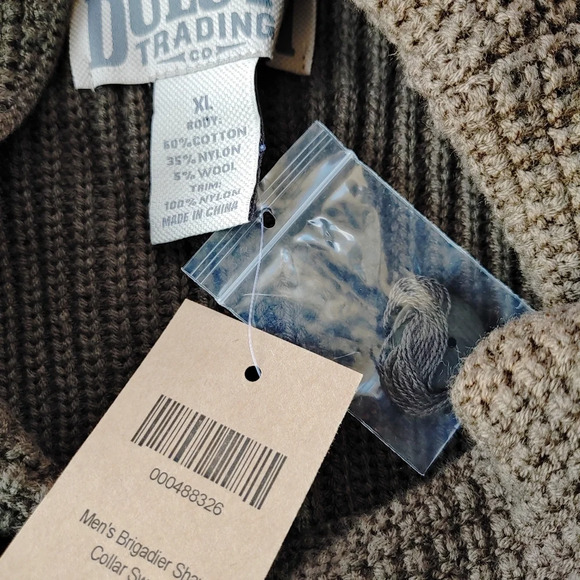 TRADING
CO
XL
BODY:
60% COTTON
35% NYLON
5% WOOL
TRIM:
100% NYLON
MADE IN CHINA
000488326
Men's Brigadier
Collar